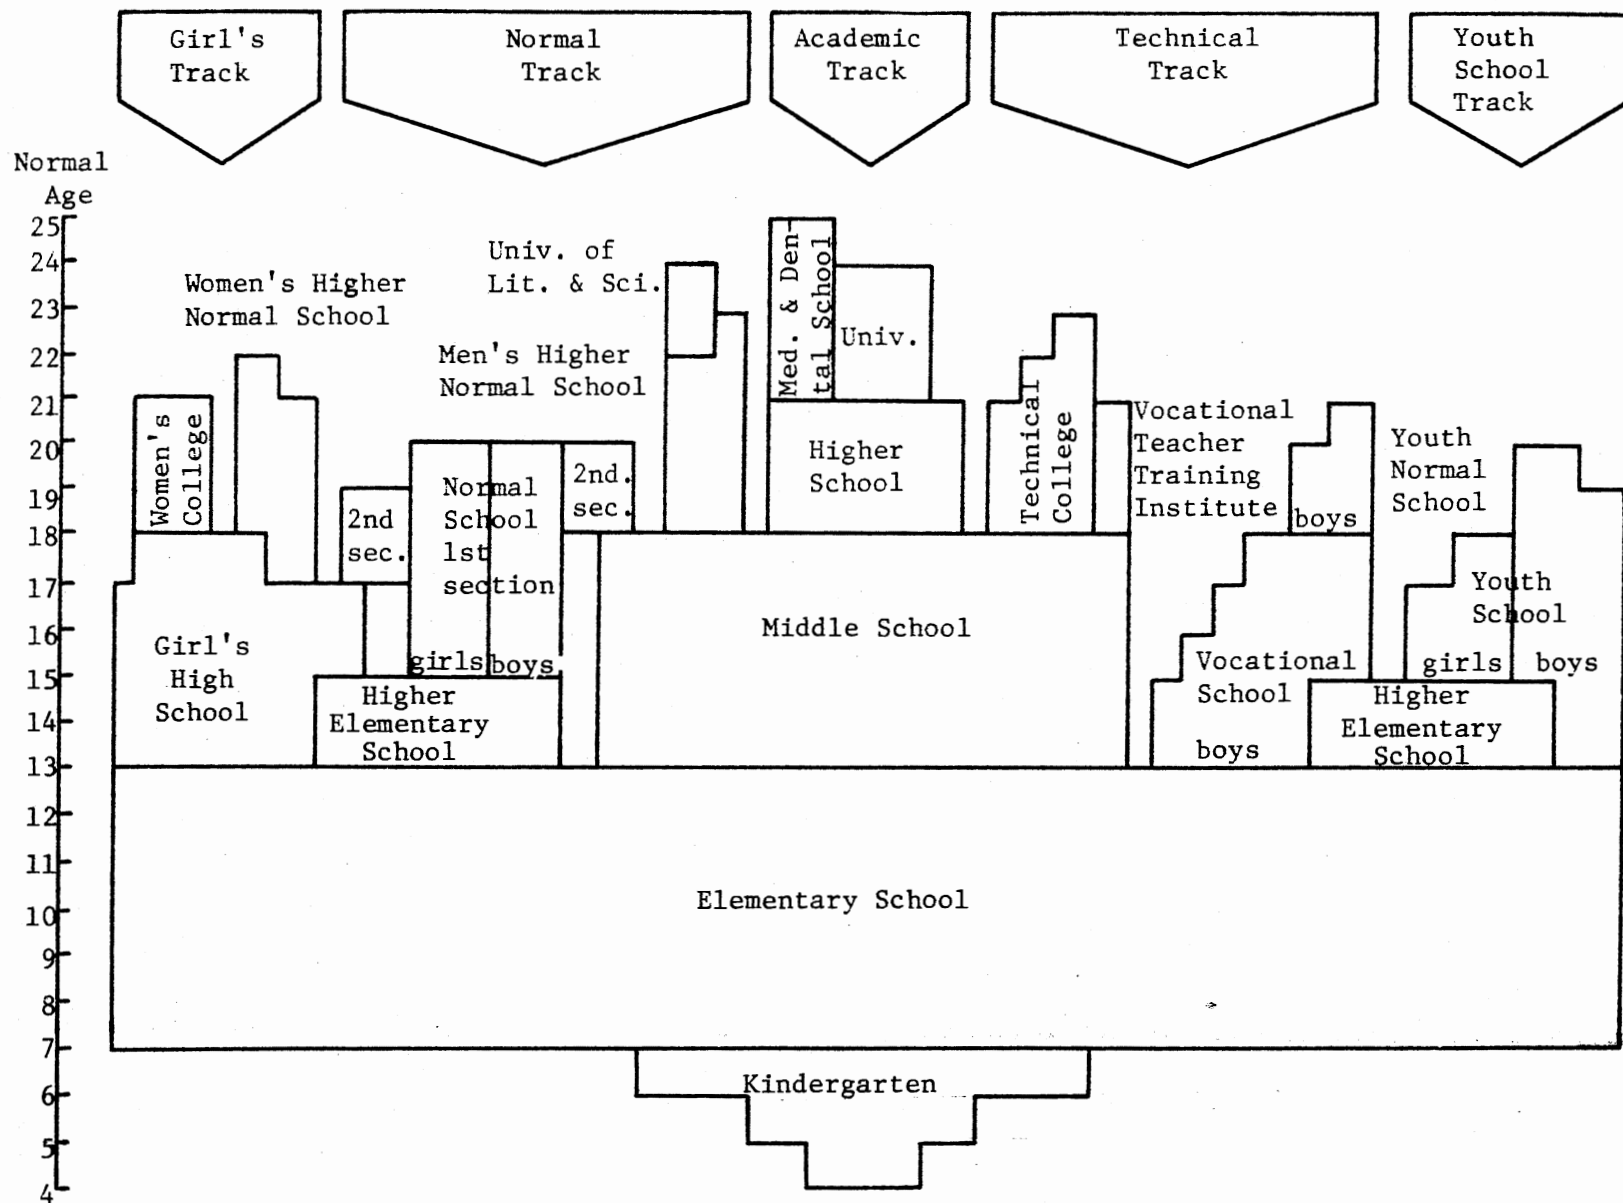 Girl's
Track
Normal
Track
Academic
Track
Technical
Track
Youth
School
Track
Normal
Age
25
24
23
22
21
20
19
18
17
16
15
14
13
12
11
10
9
8
7
6
5
4
Women's
College
Women's Higher
Normal School
Univ. of
Lit. & Sci.
Men's Higher
Normal School
2nd
sec.
Normal
School
1st
section
girls
boys
2nd.
sec.
Med. & Den-
tal School
Univ.
Higher
School
Technical
College
Vocational
Teacher
Training
Institute
boys
Youth
Normal
School
Girl's
High
School
Higher
Elementary
School
Middle School
Vocational
School
boys
Youth
School
girls
boys
Higher
Elementary
School
Elementary School
Kindergarten